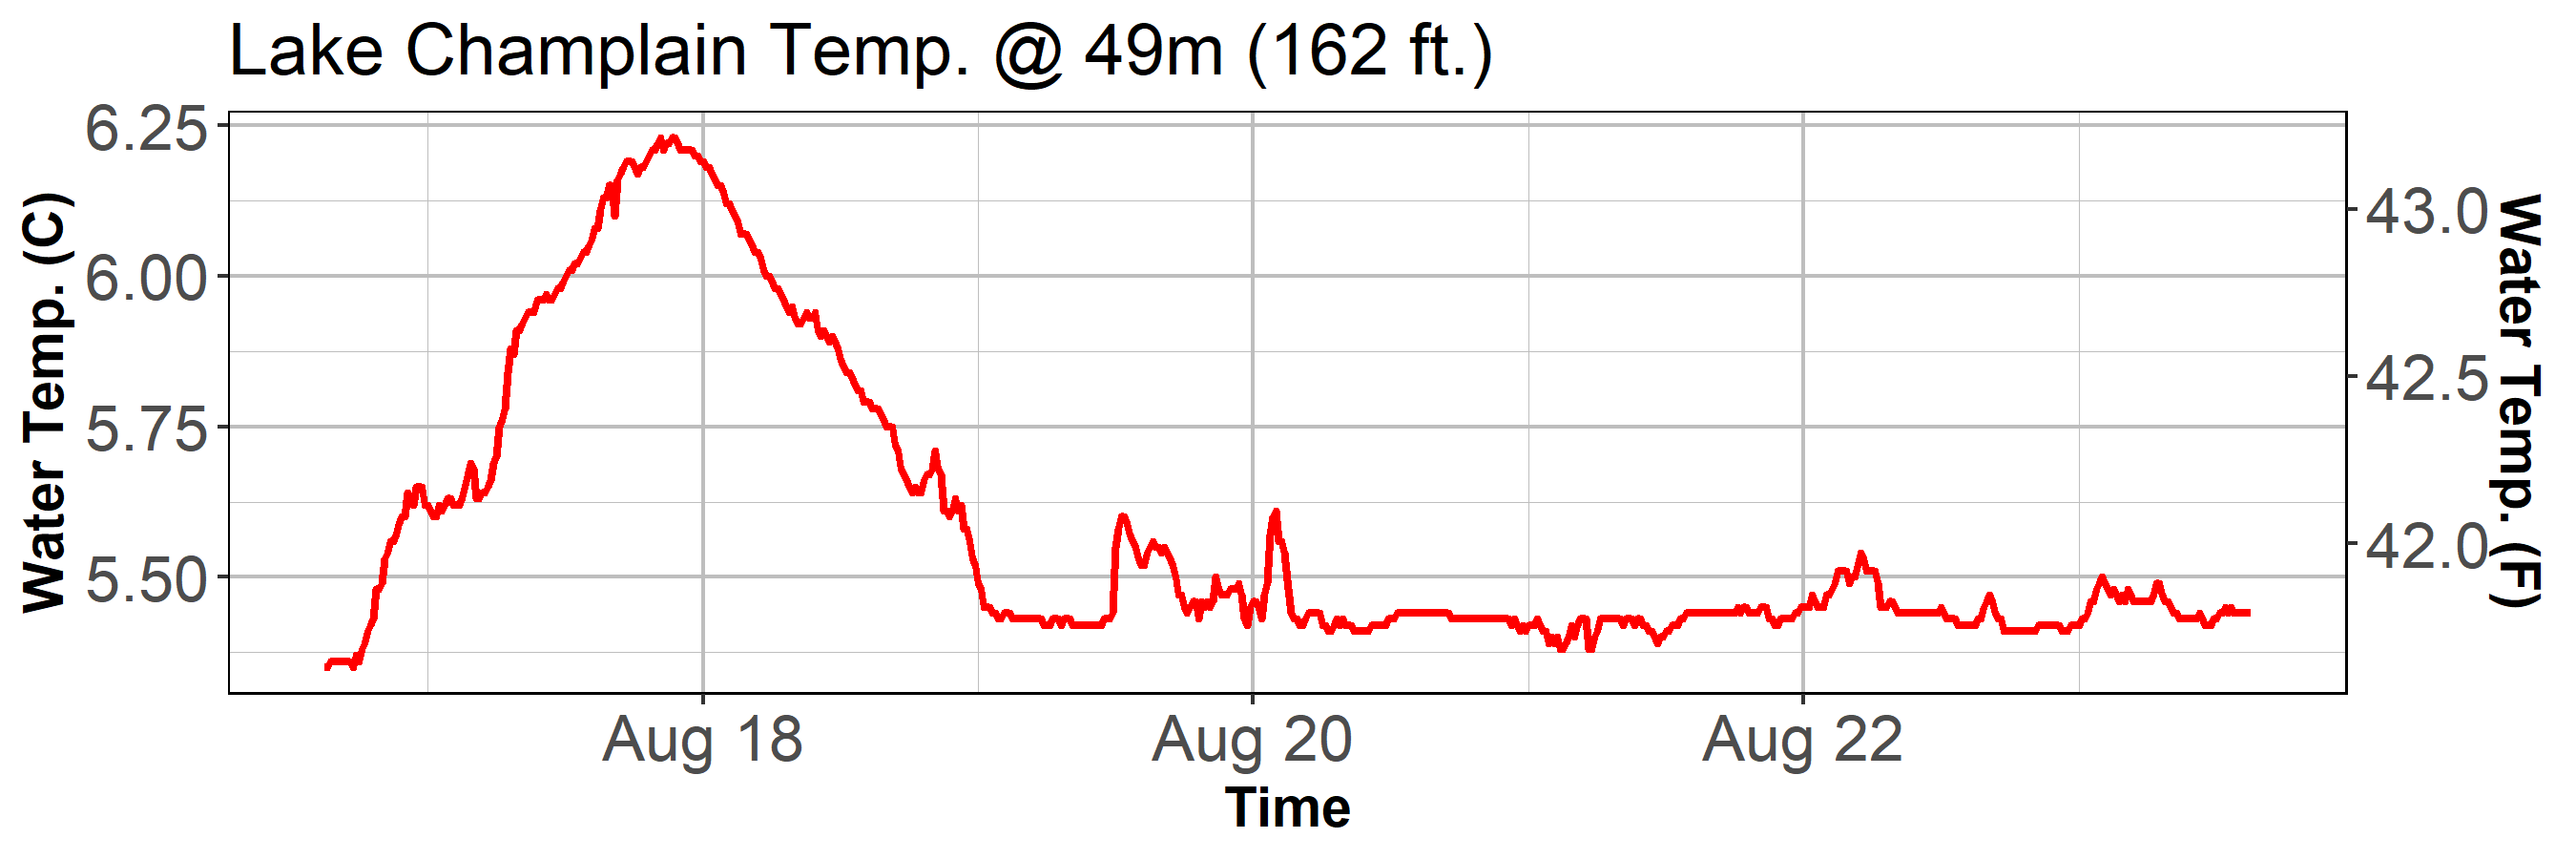 Lake Champlain Temp. @ 49m (162 ft.)
Water Temp. (C)
6.25
6.00
5.75
5.50
43.0
42.5
42.0
Water Temp. (F)
Aug 18
Aug 20
Aug 22
Time